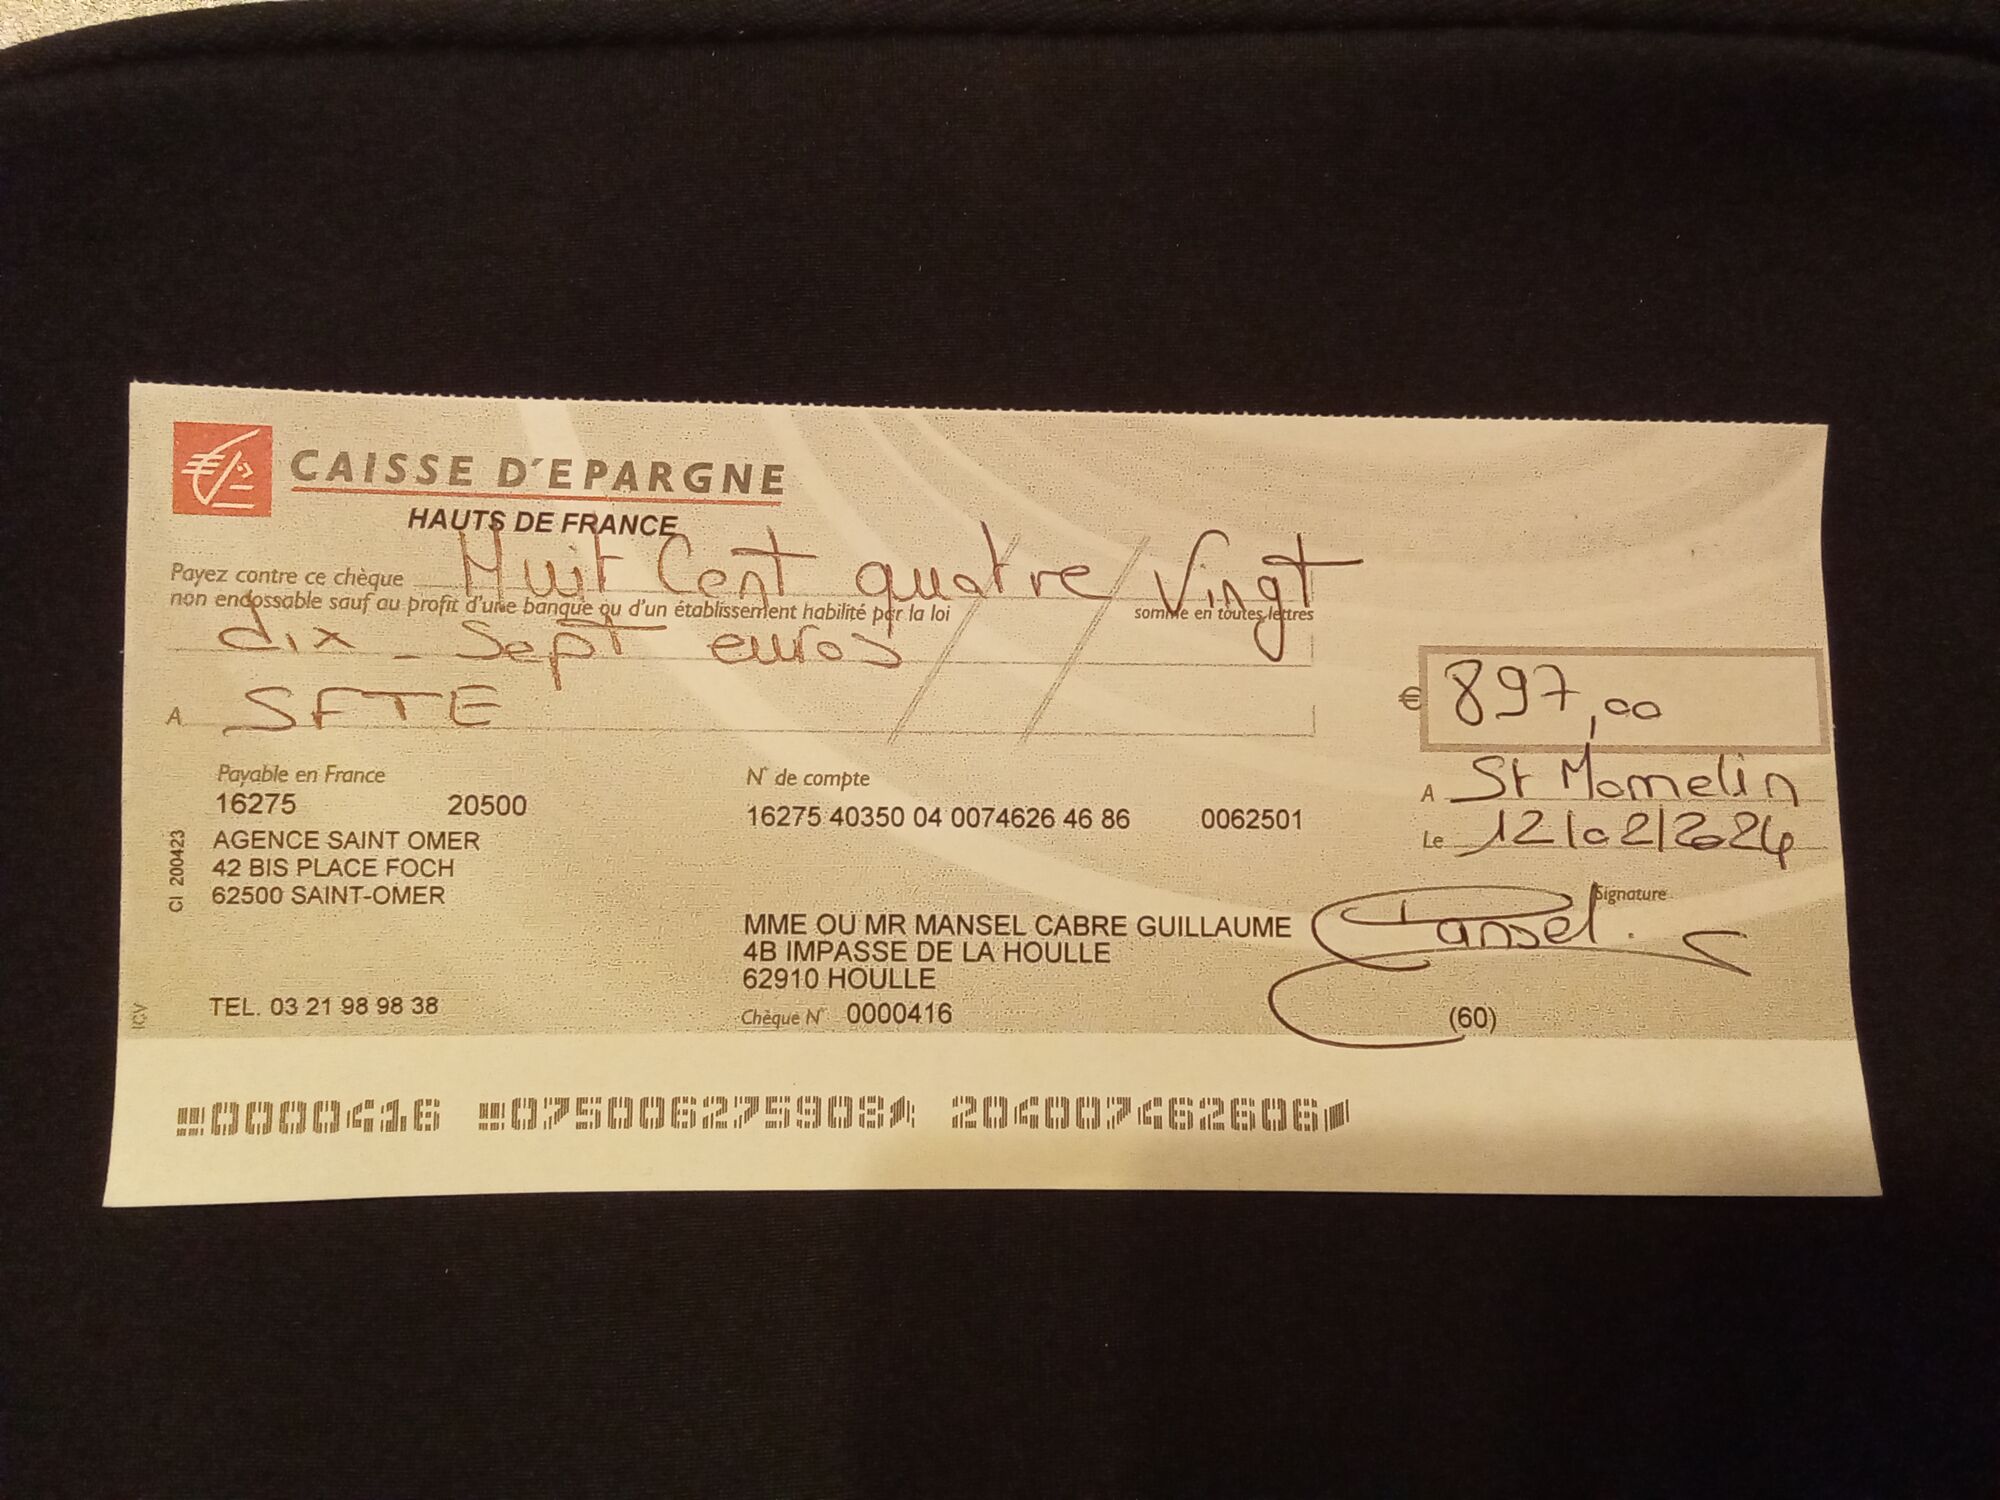 CAISSE D'EPARGNE
HAUTS DE FRANCE
Payez contre ce chèque Huit Cent quatre Vingt
non endossable sauf au profit d'une banque ou d'un établissement habilité par la loi somme en toutes lettres
dix - Sept euros
A SFTE
€ 897,00
Payable en France
16275 20500
N° de compte
16275 40350 04 0074626 46 86 0062501
A St Momelin
Le 12/02/2024
CI 200423
AGENCE SAINT OMER
42 BIS PLACE FOCH
62500 SAINT-OMER
Signature
MME OU MR MANSEL CABRE GUILLAUME
4B IMPASSE DE LA HOULLE
62910 HOULLE
TEL. 03 21 98 98 38
Chèque N° 0000416
(60)
0000416 075006275908 204007462606